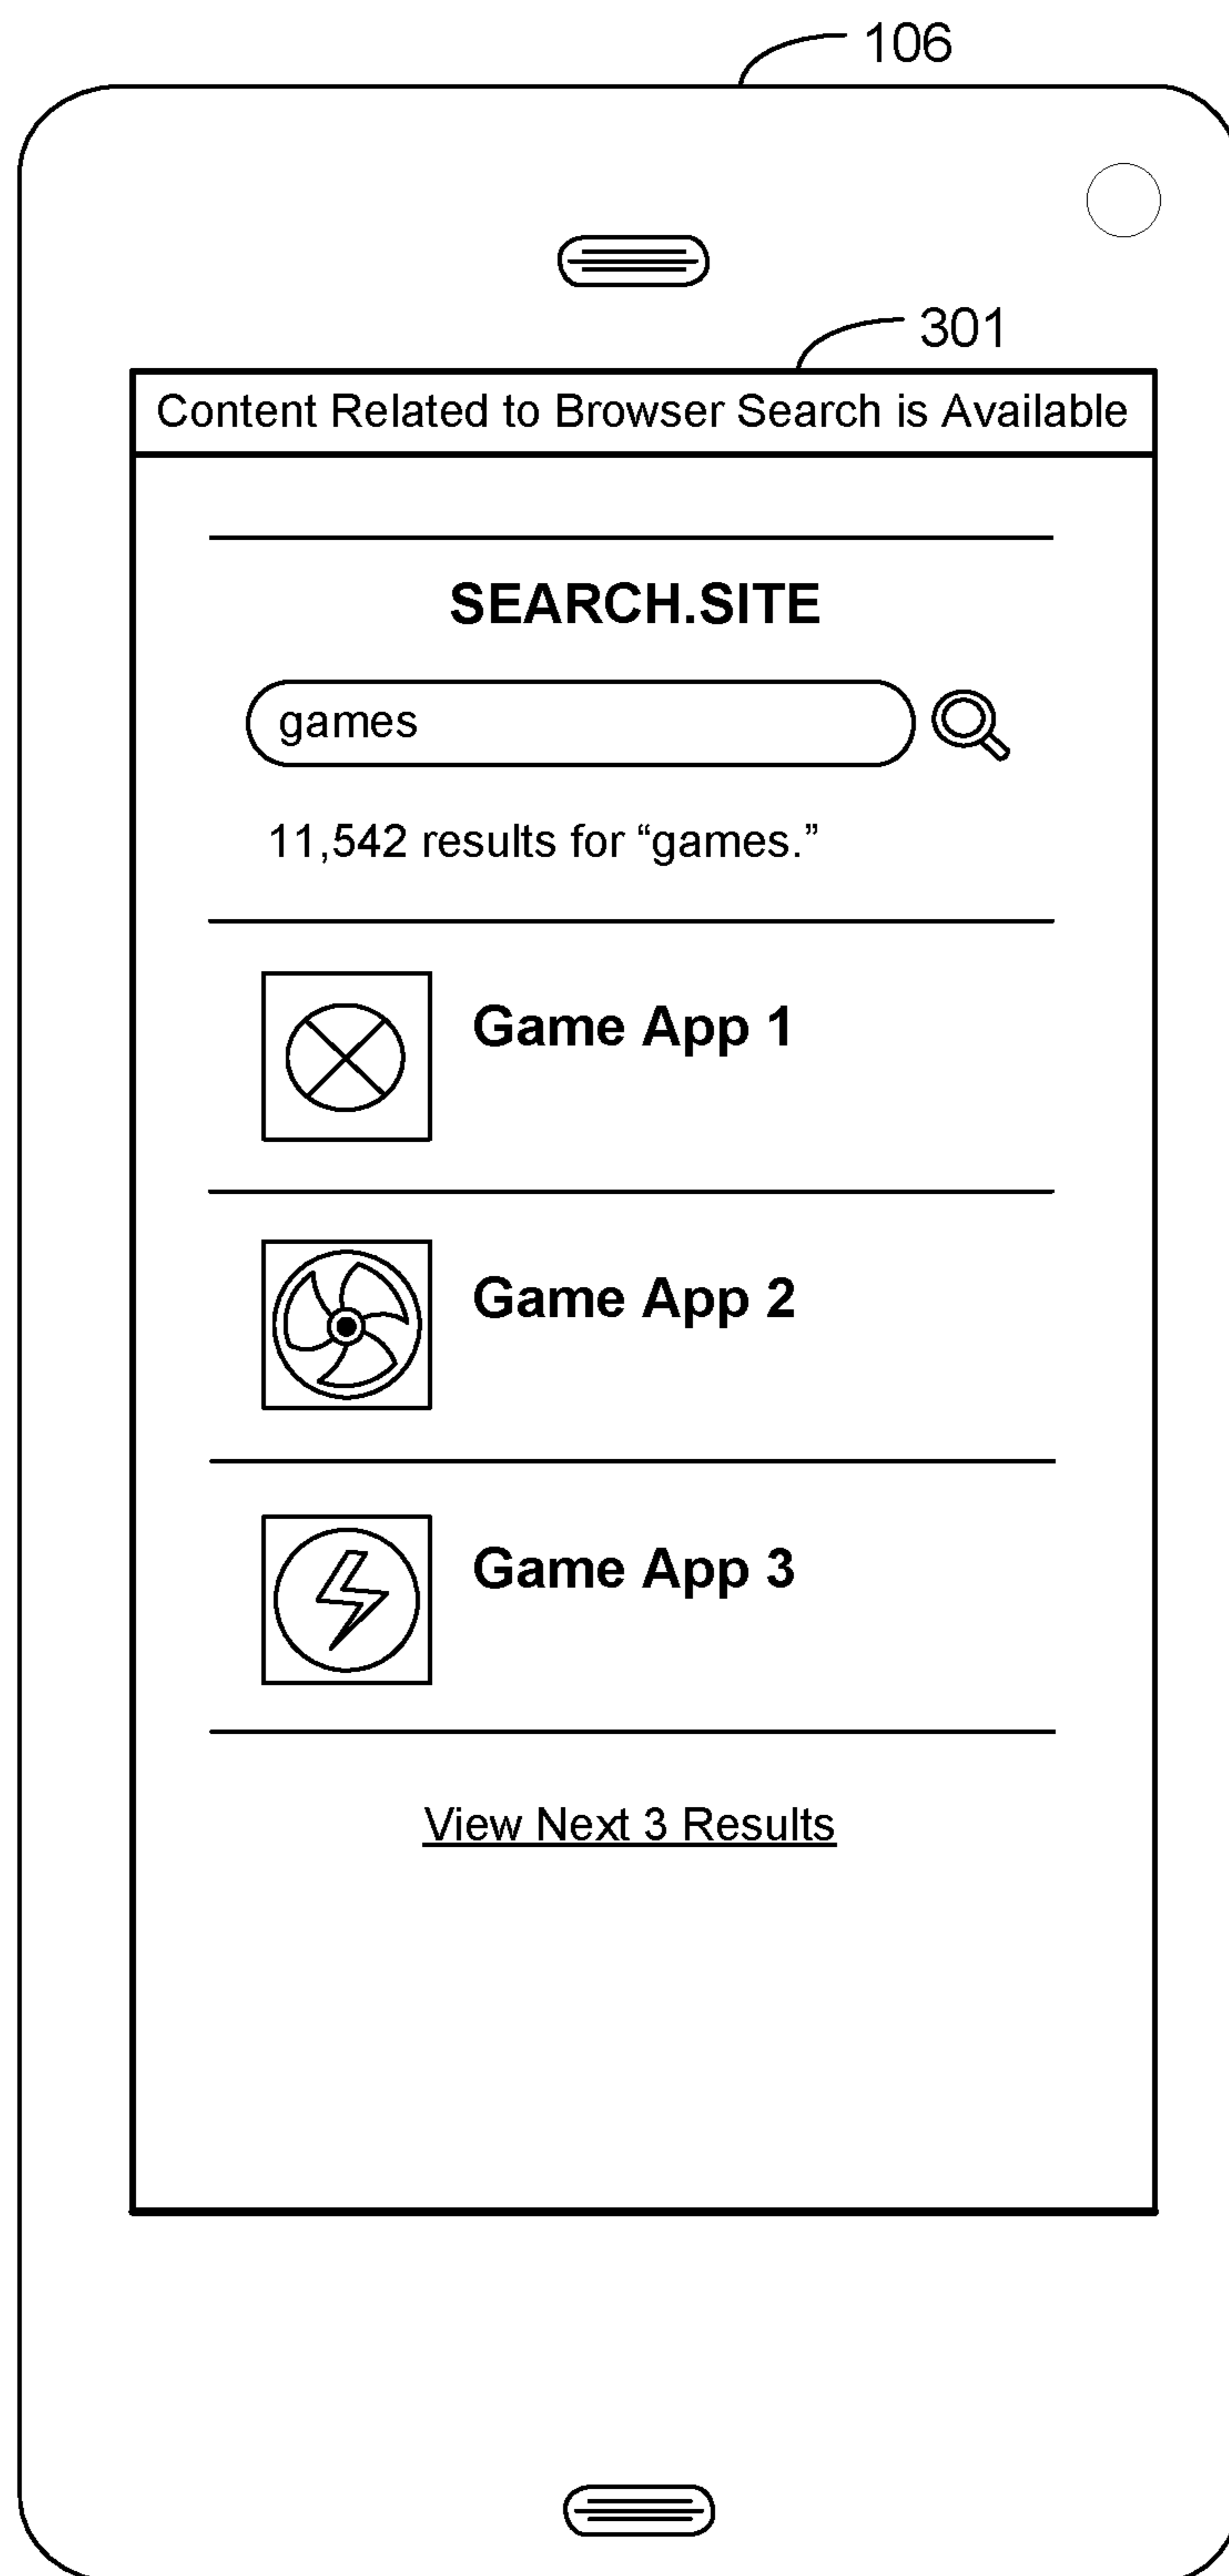 106
301
Content Related to Browser Search is Available
SEARCH.SITE
games
11,542 results for “games.”
Game App 1
Game App 2
Game App 3
View Next 3 Results